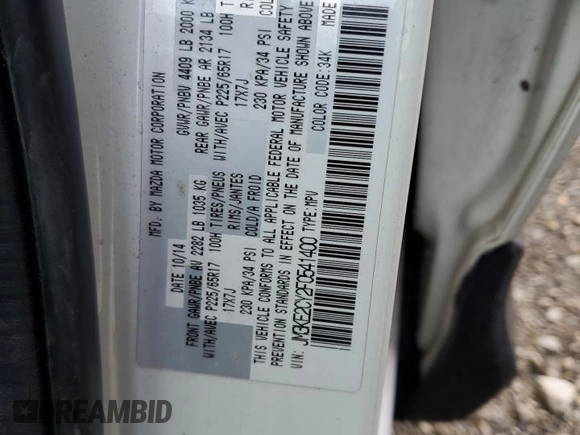 BY MAZDA MOTOR CORPORATION
DATE 10/14 GVWR/PNBV 4409 LB 2000 K
FRONT GAWR/PNBE AV 2282 LB 1035 KG REAR GAWR/PNBE AR 2134 LB
WITH/AVEC P225/65R17 100H TIRES/PNEUS WITH/AVEC P225/65R17 100H T
17X7J RIMS/JANTES 17X7J
230 KPA/34 PSI COLD/A FROID 230 KPA/34 PSI COL
THIS VEHICLE CONFORMS TO ALL APPLICABLE FEDERAL MOTOR VEHICLE SAFETY
PREVENTION STANDARDS IN EFFECT ON THE DATE OF MANUFACTURE SHOWN ABOVE
VIN: JM3KE2CY2F0541400 TYPE: MPV COLOR CODE: 34K
DREAMBID